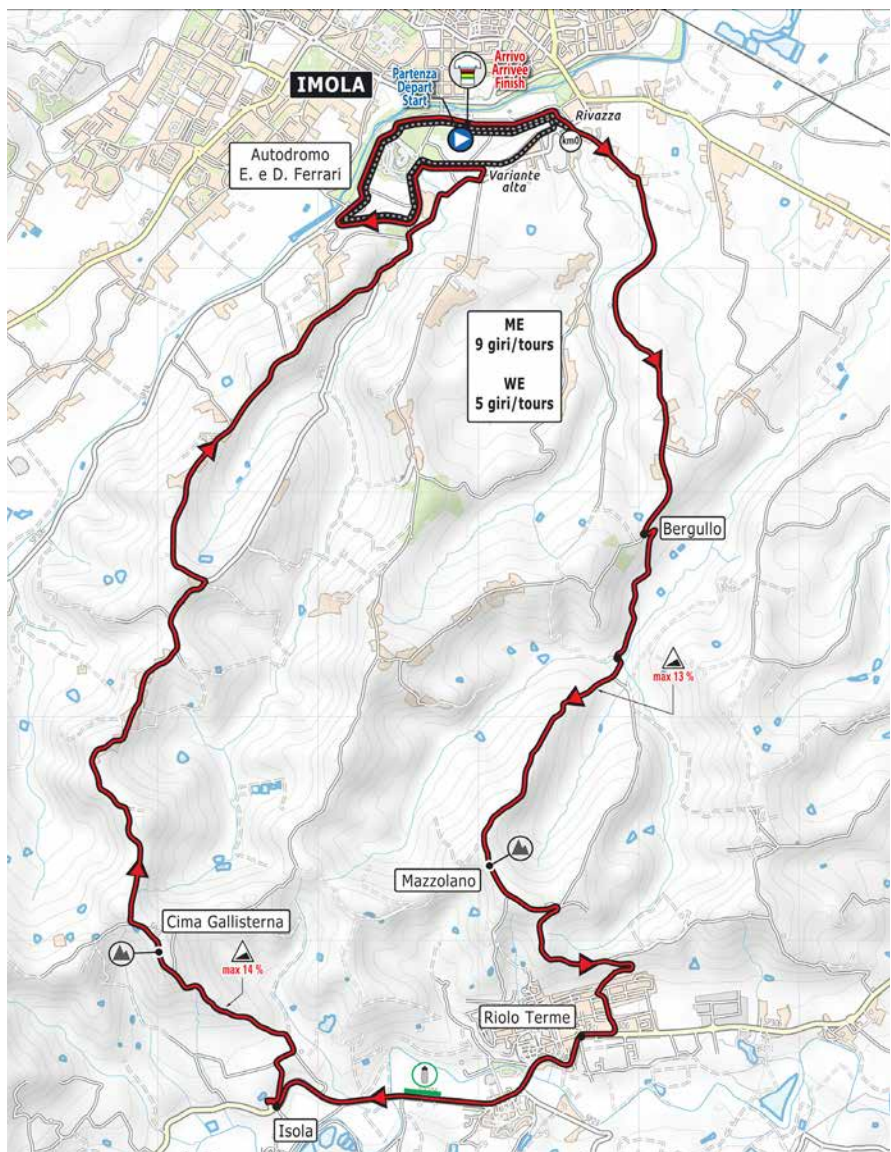 IMOLA
Partenza
Départ
Start
Arrivo
Arrivée
Finish
Rivazza
km0
Autodromo
E. e D. Ferrari
Variante
alta
ME
9 giri/tours
WE
5 giri/tours
Bergullo
max 13 %
Mazzolano
Cima Gallisterna
max 14 %
Riolo Terme
Isola